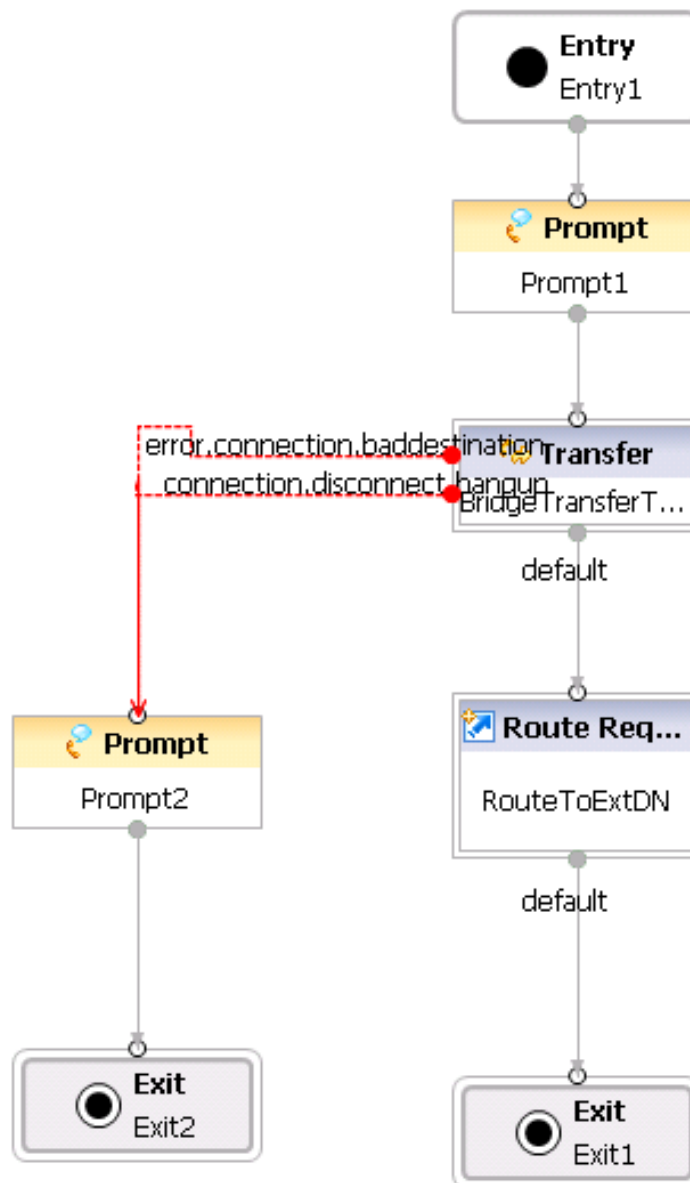 Entry
Entry1
Prompt
Prompt1
error.connection.baddestination
Transfer
connection.disconnect.hangup
BridgeTransferT...
default
Prompt
Prompt2
Route Req...
RouteToExtDN
default
Exit
Exit2
Exit
Exit1